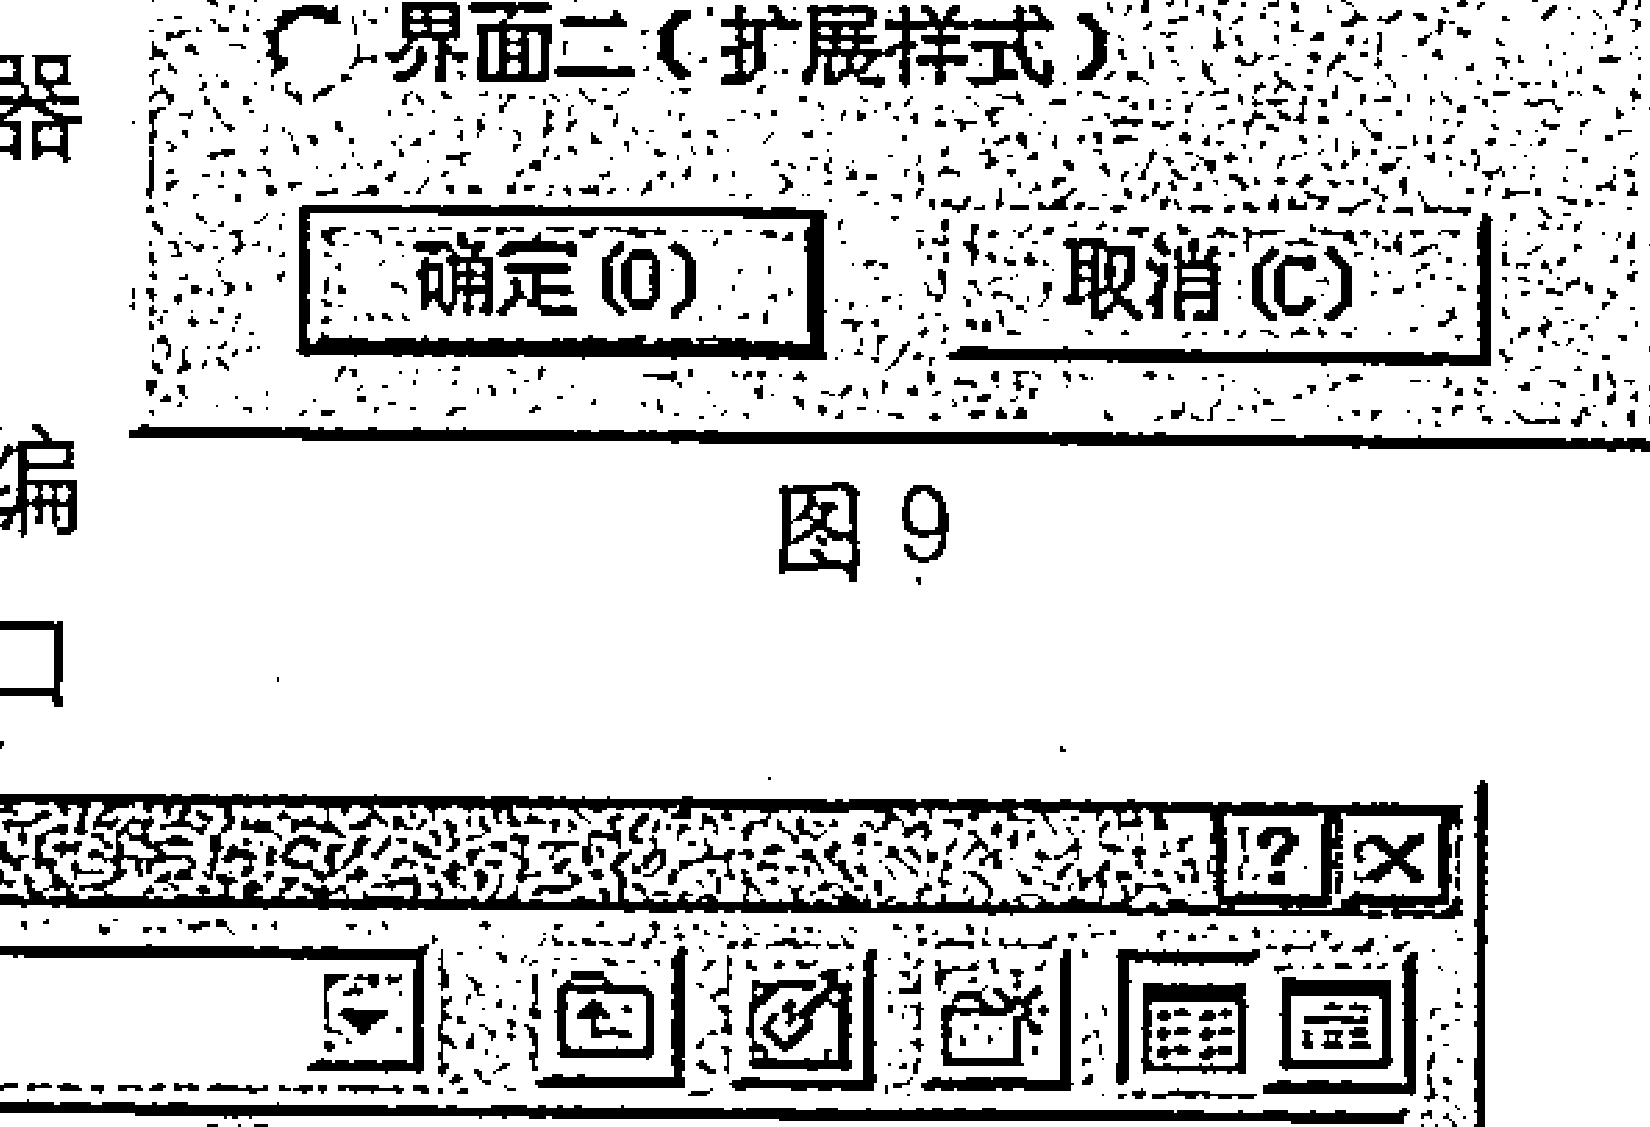 界面二(扩展样式)
器
确定(O) 取消(C)
编
图 9
口
? ×